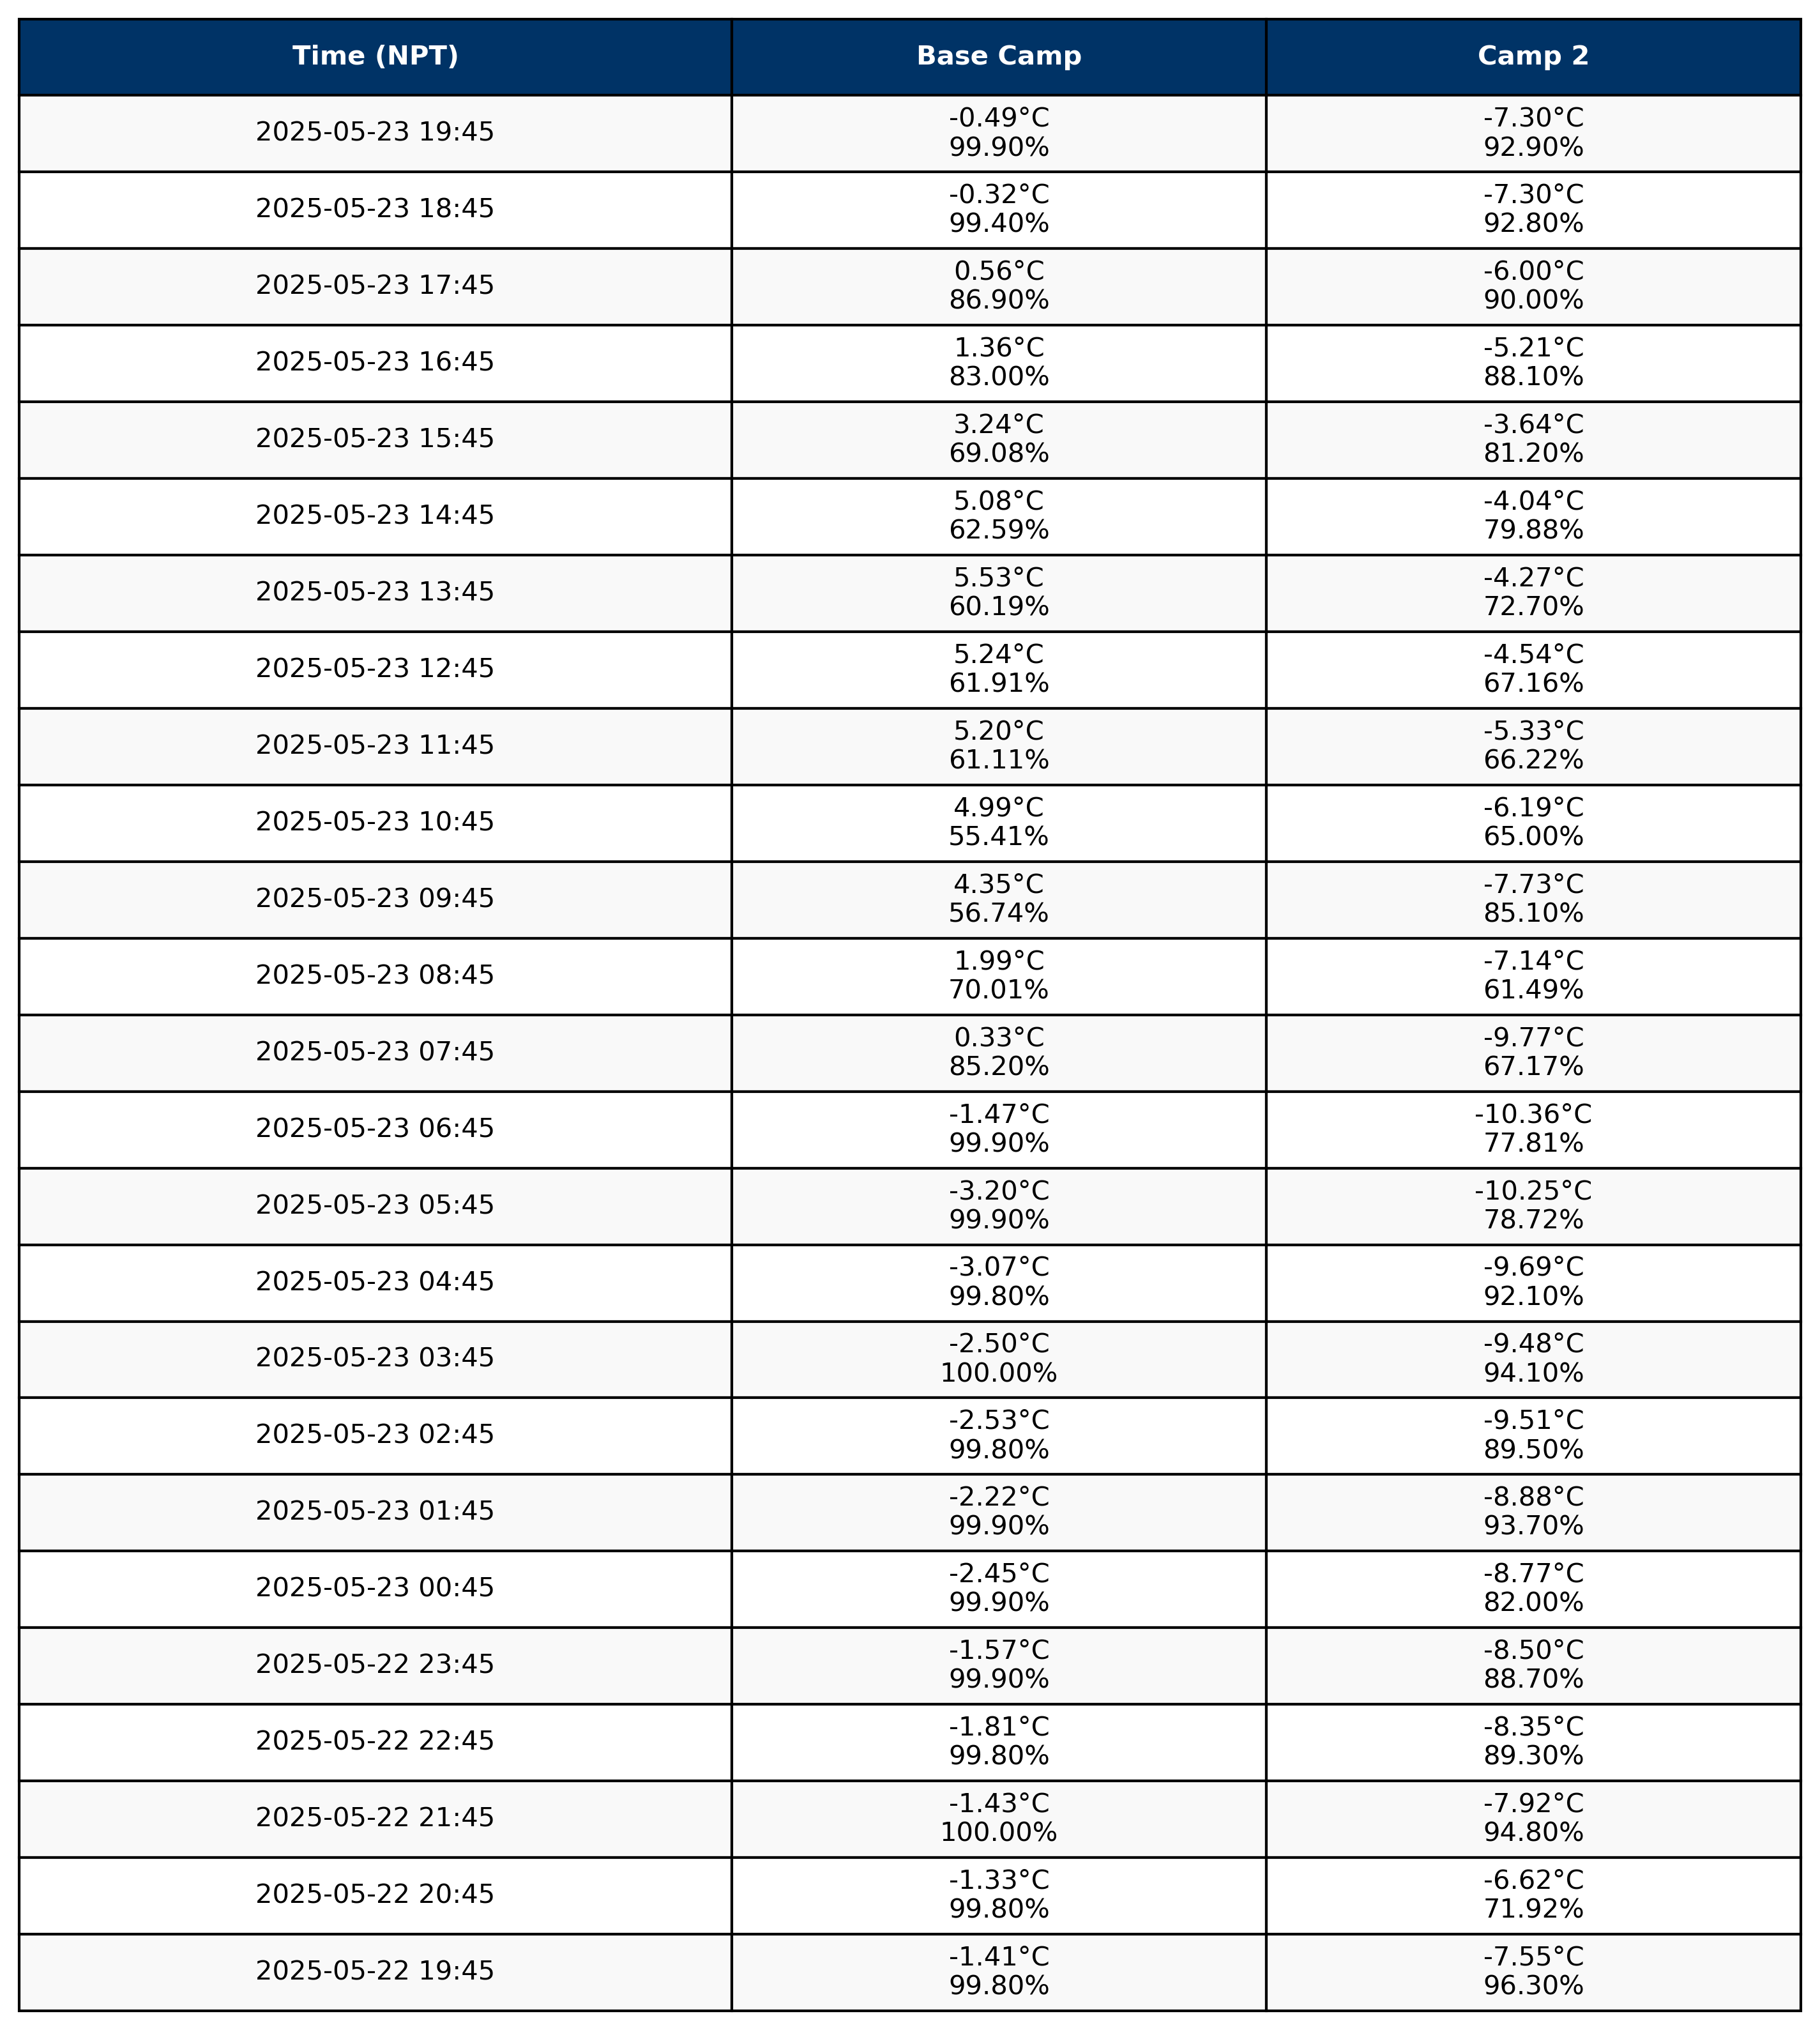 Time (NPT) Base Camp Camp 2
2025-05-23 19:45 -0.49°C -7.30°C
99.90% 92.90%
2025-05-23 18:45 -0.32°C -7.30°C
99.40% 92.80%
2025-05-23 17:45 0.56°C -6.00°C
86.90% 90.00%
2025-05-23 16:45 1.36°C -5.21°C
83.00% 88.10%
2025-05-23 15:45 3.24°C -3.64°C
69.08% 81.20%
2025-05-23 14:45 5.08°C -4.04°C
62.59% 79.88%
2025-05-23 13:45 5.53°C -4.27°C
60.19% 72.70%
2025-05-23 12:45 5.24°C -4.54°C
61.91% 67.16%
2025-05-23 11:45 5.20°C -5.33°C
61.11% 66.22%
2025-05-23 10:45 4.99°C -6.19°C
55.41% 65.00%
2025-05-23 09:45 4.35°C -7.73°C
56.74% 85.10%
2025-05-23 08:45 1.99°C -7.14°C
70.01% 61.49%
2025-05-23 07:45 0.33°C -9.77°C
85.20% 67.17%
2025-05-23 06:45 -1.47°C -10.36°C
99.90% 77.81%
2025-05-23 05:45 -3.20°C -10.25°C
99.90% 78.72%
2025-05-23 04:45 -3.07°C -9.69°C
99.80% 92.10%
2025-05-23 03:45 -2.50°C -9.48°C
100.00% 94.10%
2025-05-23 02:45 -2.53°C -9.51°C
99.80% 89.50%
2025-05-23 01:45 -2.22°C -8.88°C
99.90% 93.70%
2025-05-23 00:45 -2.45°C -8.77°C
99.90% 82.00%
2025-05-22 23:45 -1.57°C -8.50°C
99.90% 88.70%
2025-05-22 22:45 -1.81°C -8.35°C
99.80% 89.30%
2025-05-22 21:45 -1.43°C -7.92°C
100.00% 94.80%
2025-05-22 20:45 -1.33°C -6.62°C
99.80% 71.92%
2025-05-22 19:45 -1.41°C -7.55°C
99.80% 96.30%